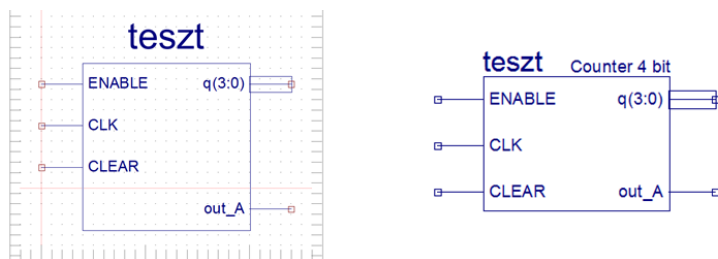 teszt
ENABLE q(3:0)
CLK
CLEAR
out_A
teszt Counter 4 bit
ENABLE q(3:0)
CLK
CLEAR out_A